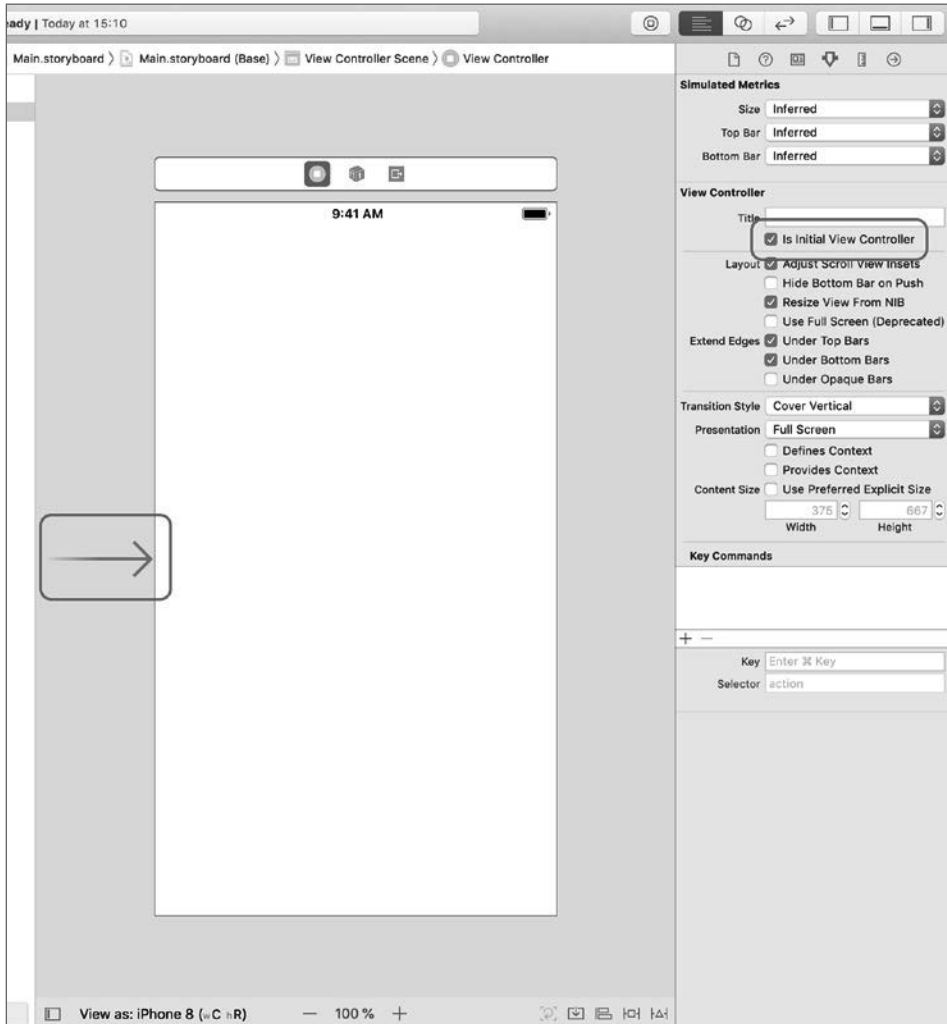 ady | Today at 15:10
Main.storyboard 〉 Main.storyboard (Base) 〉 View Controller Scene 〉 View Controller
9:41 AM
Simulated Metrics
Size Inferred
Top Bar Inferred
Bottom Bar Inferred
View Controller
Title
Is Initial View Controller
Layout Adjust Scroll View Insets
Hide Bottom Bar on Push
Resize View From NIB
Use Full Screen (Deprecated)
Extend Edges Under Top Bars
Under Bottom Bars
Under Opaque Bars
Transition Style Cover Vertical
Presentation Full Screen
Defines Context
Provides Context
Content Size Use Preferred Explicit Size
375 667
Width Height
Key Commands
+ −
Key Enter ⌘ Key
Selector action
View as: iPhone 8 (wC hR) — 100 % +